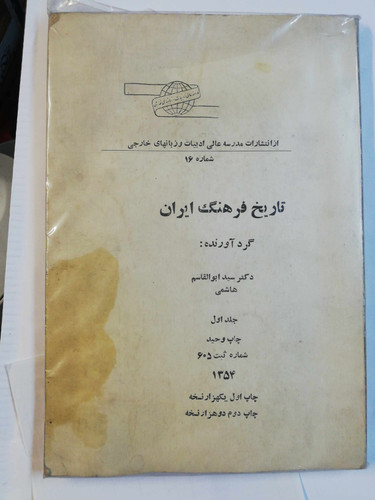 از انتشارات مدرسه عالی ادبیات و زبانهای خارجی
شماره ۱۶
تاریخ فرهنگ ایران
گرد آورنده:
دکتر سید ابوالقاسم
هاشمی
جلد اول
چاپ وحید
شماره ثبت ۶۰۵
۱۳۵۴
چاپ اول یکهزار نسخه
چاپ دوم دوهزار نسخه